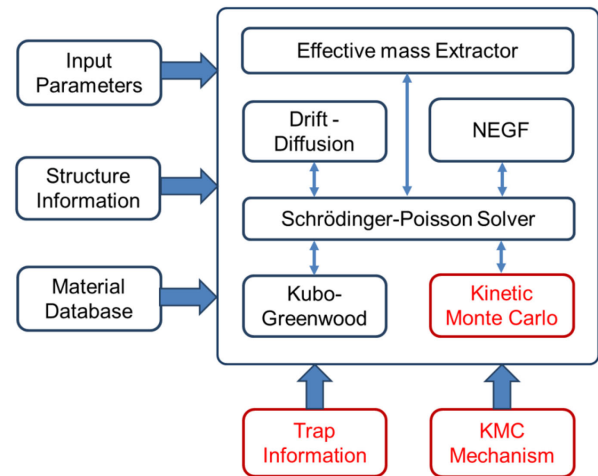 Input
Parameters
Structure
Information
Material
Database
Effective mass Extractor
Drift -
Diffusion
NEGF
Schrödinger-Poisson Solver
Kubo-
Greenwood
Kinetic
Monte Carlo
Trap
Information
KMC
Mechanism